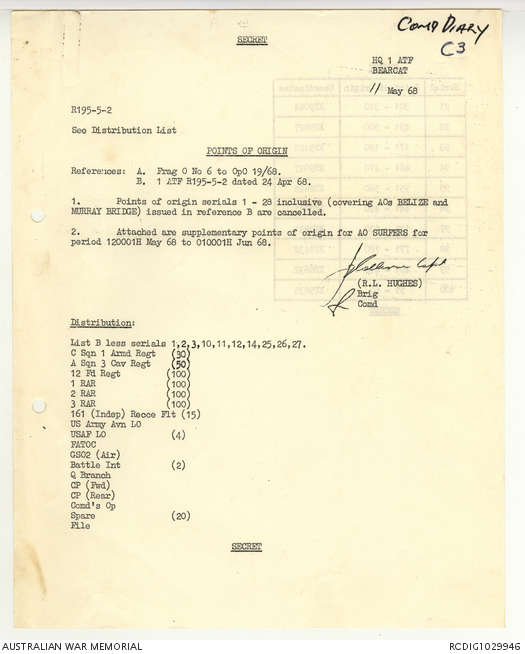 Comd Diary
C3
SECRET
HQ 1 ATF
BEARCAT
11 May 68
R195-5-2
See Distribution List
POINTS OF ORIGIN
References: A. Frag O No 6 to OpO 19/68.
B. 1 ATF R195-5-2 dated 24 Apr 68.
1. Points of origin serials 1 - 28 inclusive (covering AOs BELIZE and
MURRAY BRIDGE) issued in reference B are cancelled.
2. Attached are supplementary points of origin for AO SURFERS for
period 120001H May 68 to 010001H Jun 68.
(R.L. HUGHES)
Brig
Comd
Distribution:
List B less serials 1,2,3,10,11,12,14,25,26,27.
C Sqn 1 Armd Regt (30)
A Sqn 3 Cav Regt (50)
12 Fd Regt (100)
1 RAR (100)
2 RAR (100)
3 RAR (100)
161 (Indep) Recce Flt (15)
US Army Avn LO
USAF LO (4)
FATOC
GSO2 (Air)
Battle Int (2)
Q Branch
CP (Fwd)
CP (Rear)
Comd's Op
Spare (20)
File
SECRET
AUSTRALIAN WAR MEMORIAL
RCDIG1029946